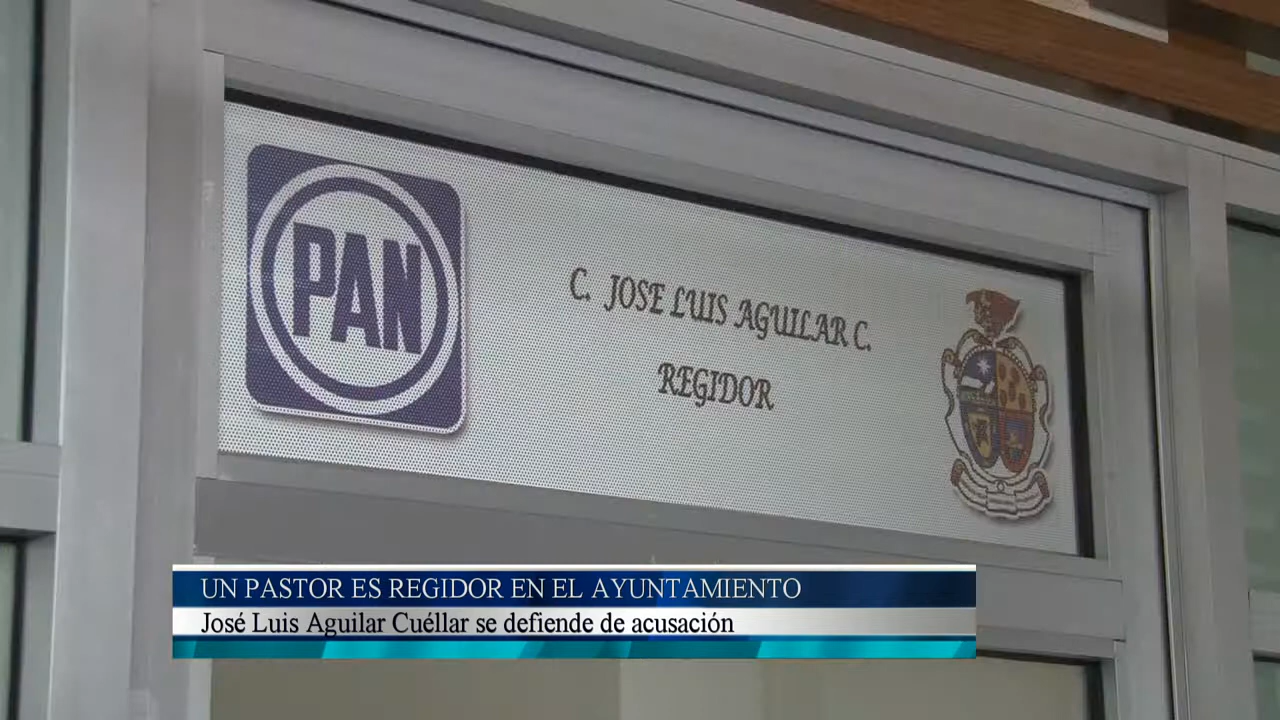 PAN
C. JOSE LUIS AGUILAR C.
REGIDOR
UN PASTOR ES REGIDOR EN EL AYUNTAMIENTO
José Luis Aguilar Cuéllar se defiende de acusación